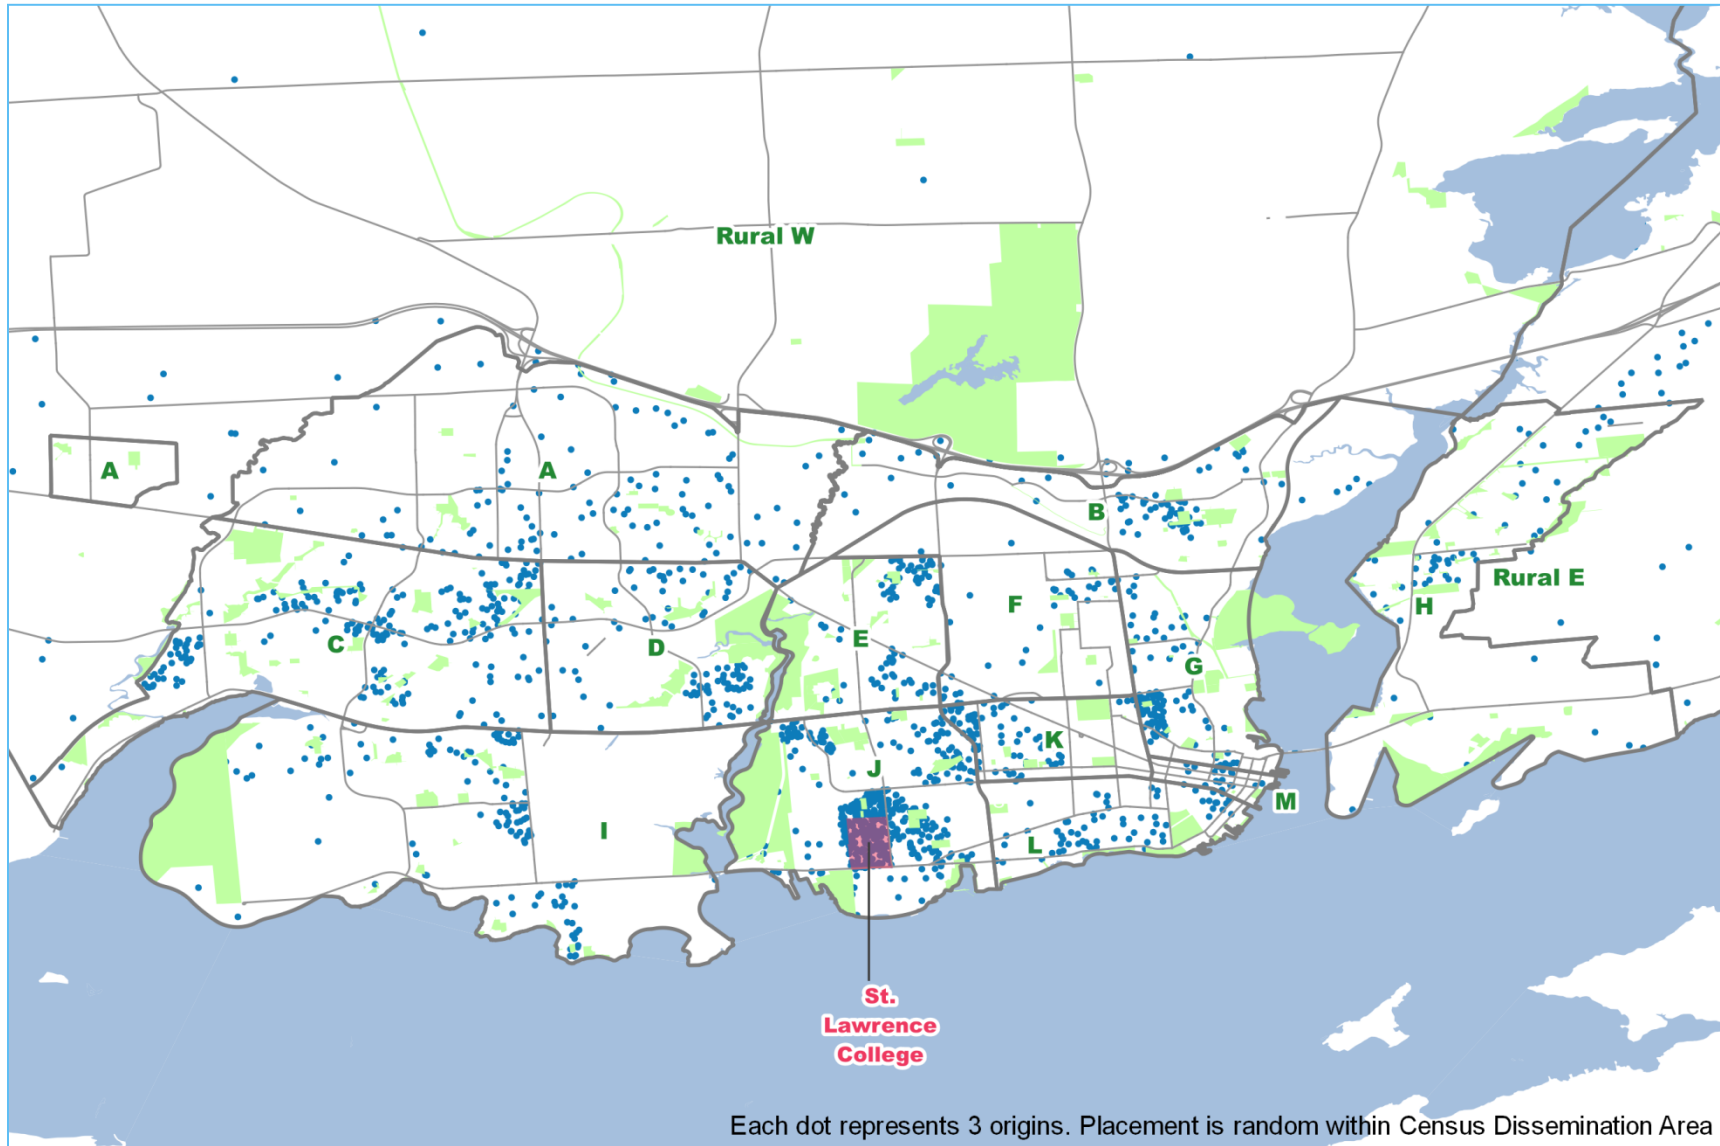 Rural W
A
A
B
Rural E
F
H
C
D
E
G
K
J
M
I
L
St.
Lawrence
College
Each dot represents 3 origins. Placement is random within Census Dissemination Area